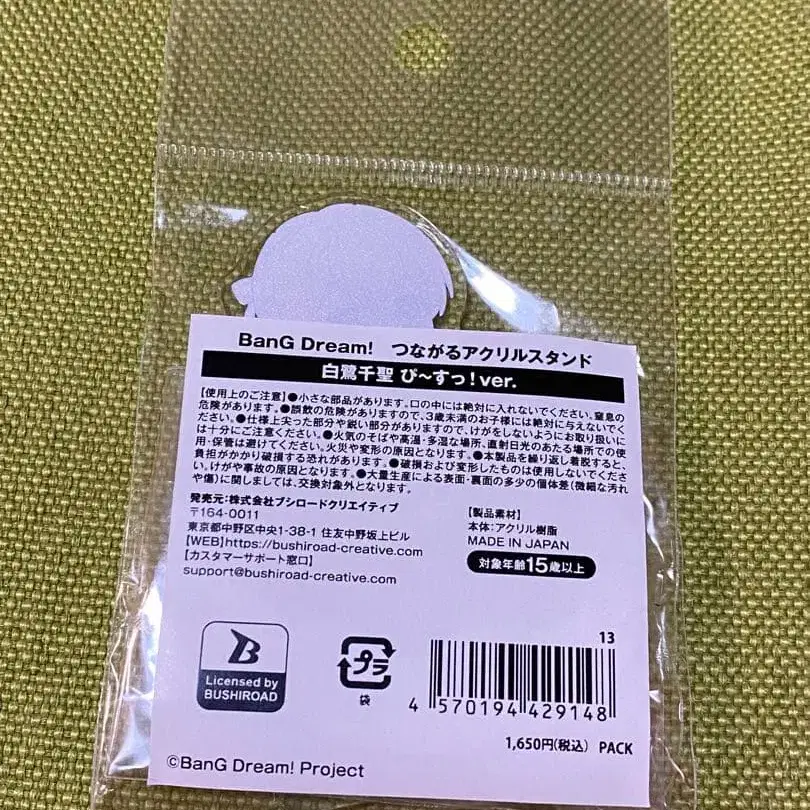 BanG Dream! つながるアクリルスタンド
白鷺千聖 ぴ～すっ！ver.
【使用上のご注意】●小さな部品があります。口の中には絶対に入れないでください。窒息の
危険があります。●誤飲の危険がありますので、3歳未満のお子様には絶対に与えないでく
ださい。●仕様上尖った部分や鋭い部分がありますので、けがをしないようにお取り扱いに
は十分にご注意ください。●火気のそばや高温・多湿な場所、直射日光のあたる場所での使
用・保管は避けてください。火災や変形の原因となります。●本製品を繰り返し着脱すると、
負担がかかり破損する恐れがあります。●破損および変形したものは使用しないでくださ
い。けがや事故の原因となります。●大量生産による表面・裏面の多少の個体差（微細な汚れ
や傷）に関しましては、交換対象外となります。
発売元：株式会社ブシロードクリエイティブ
〒164-0011
東京都中野区中央1-38-1 住友中野坂上ビル
【WEB】https://bushiroad-creative.com
【カスタマーサポート窓口】
support@bushiroad-creative.com
【製品素材】
本体：アクリル樹脂
MADE IN JAPAN
対象年齢15歳以上
B
Licensed by
BUSHIROAD
プラ
袋
13
4 570194 429148
1,650円（税込） PACK
©BanG Dream! Project